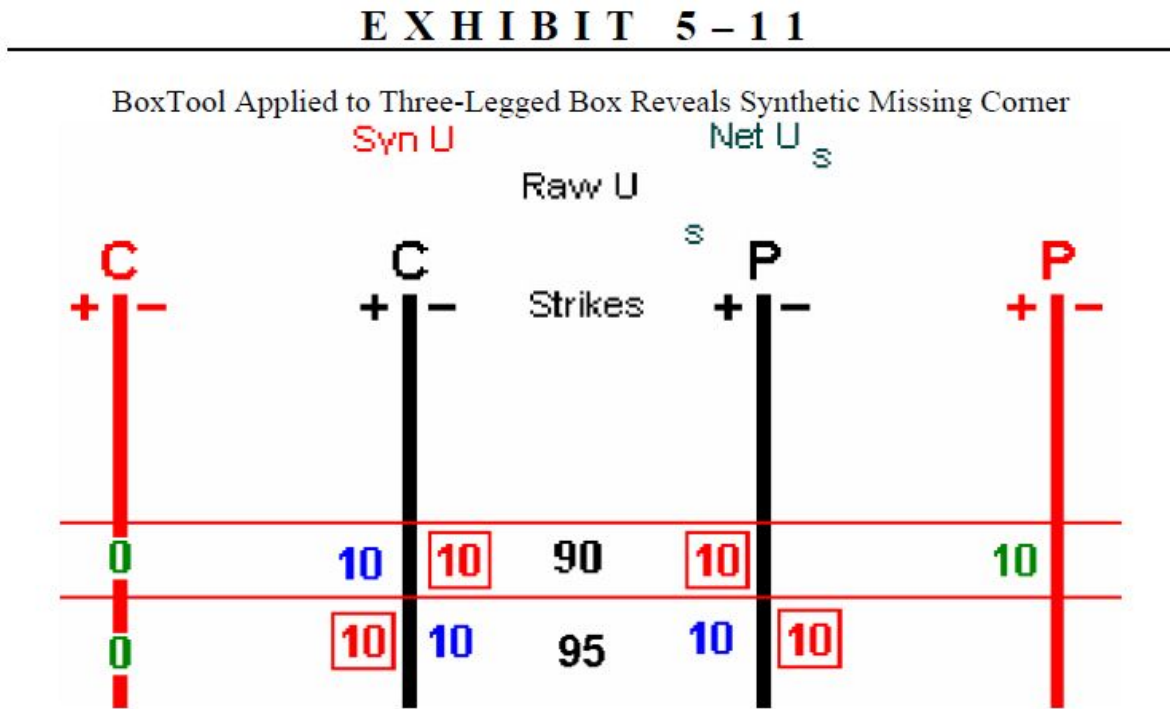 EXHIBIT 5–11
BoxTool Applied to Three-Legged Box Reveals Synthetic Missing Corner
Syn U Net U s
Raw U
s
C C P P
+ − + − Strikes + − + −
0 10 10 90 10 10
0 10 10 95 10 10